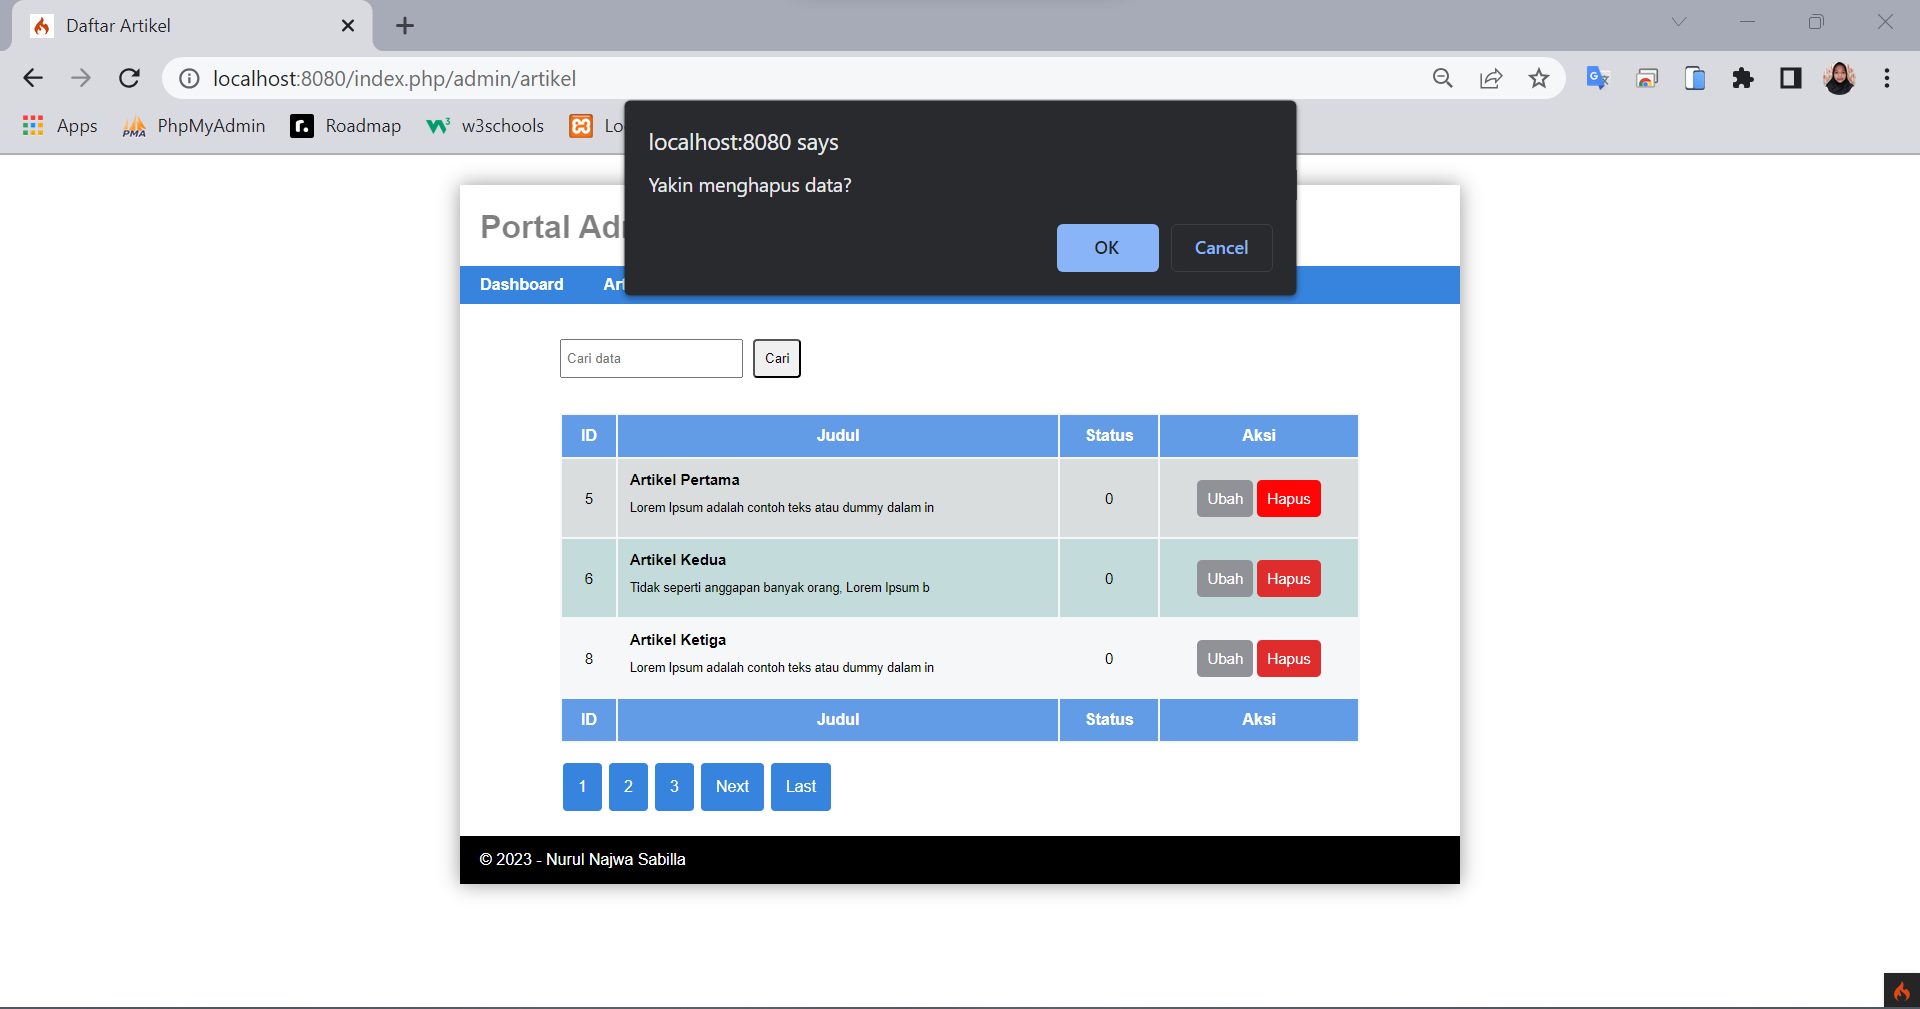 Daftar Artikel
localhost:8080/index.php/admin/artikel
Apps PhpMyAdmin Roadmap w3schools
localhost:8080 says
Yakin menghapus data?
OK Cancel
Portal
Dashboard
Cari data Cari
ID Judul Status Aksi
Artikel Pertama
5 Lorem Ipsum adalah contoh teks atau dummy dalam in 0 Ubah Hapus
Artikel Kedua
6 Tidak seperti anggapan banyak orang, Lorem Ipsum b 0 Ubah Hapus
Artikel Ketiga
8 Lorem Ipsum adalah contoh teks atau dummy dalam in 0 Ubah Hapus
ID Judul Status Aksi
1 2 3 Next Last
© 2023 - Nurul Najwa Sabilla